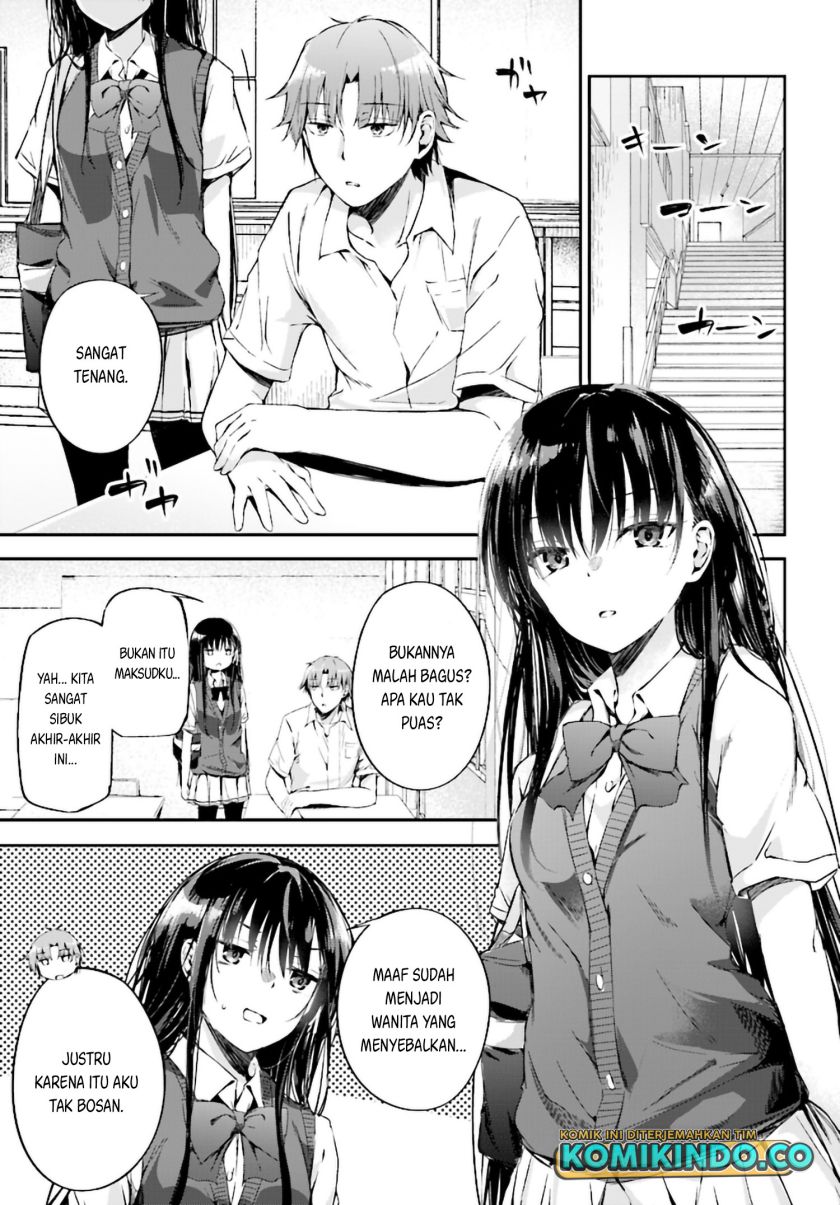 キーン
カーン
カーン
ガヤ
SANGAT
TENANG.
ガヤ
BUKANNYA
MALAH BAGUS?
APA KAU TAK
PUAS?
BUKAN ITU
MAKSUDKU...
YAH... KITA
SANGAT
SIBUK
AKHIR-AKHIR
INI...
MAAF SUDAH
MENJADI
WANITA YANG
MENYEBALKAN...
JUSTRU
KARENA ITU AKU
TAK BOSAN.
KOMIK INI DITERJEMAHKAN TIM
KOMIKINDO.CO